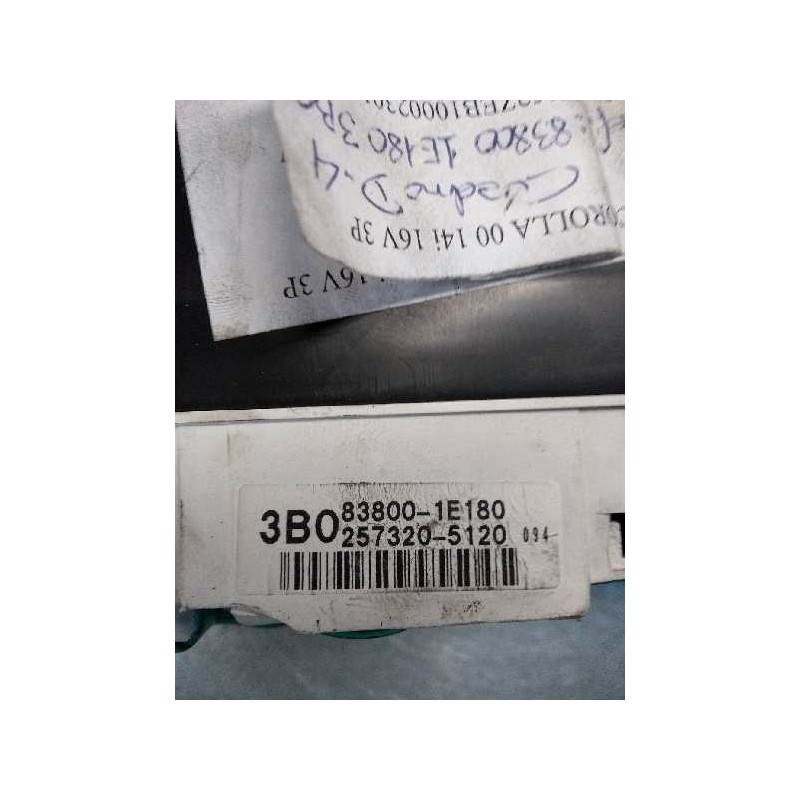 COROLLA 00 14i 16V 3P
Cuadro D-4
83800 1E180 3B0
16V 3P
3B0
83800-1E180
257320-5120 094